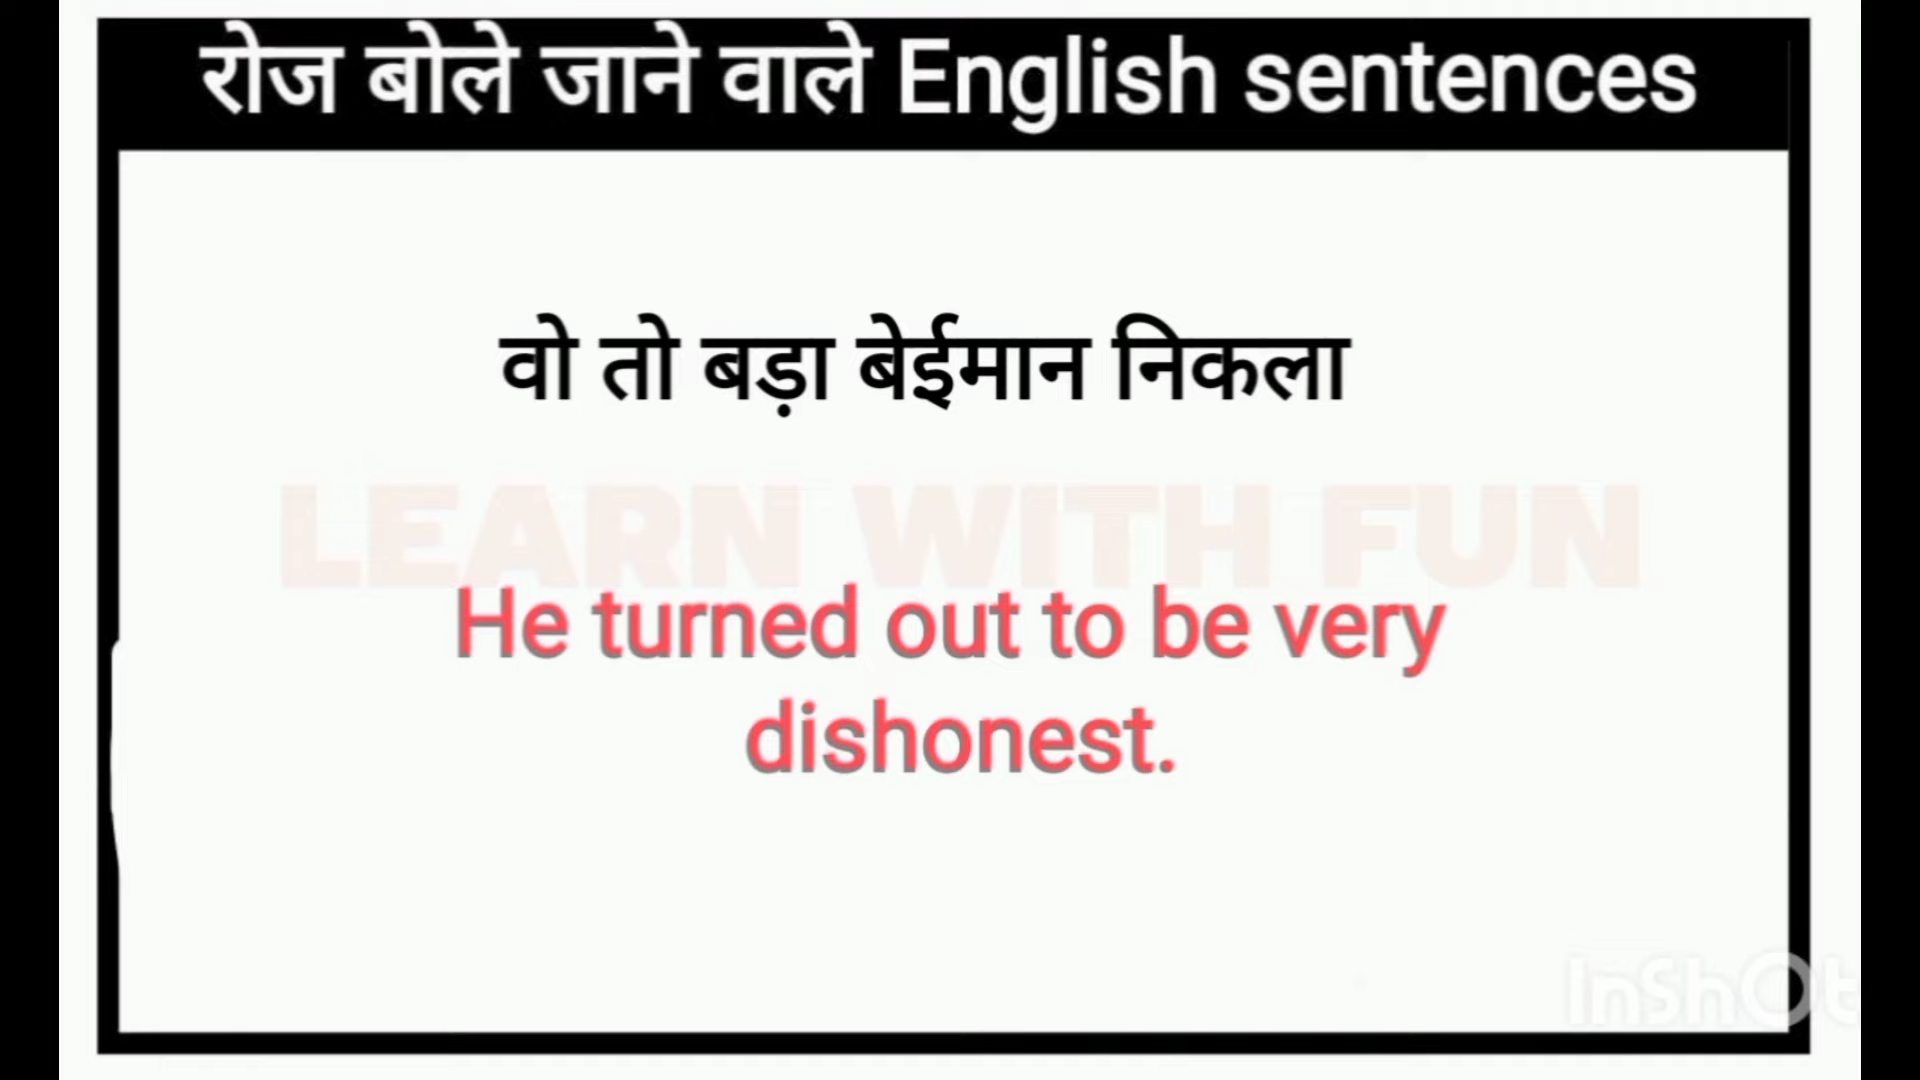 रोज बोले जाने वाले English sentences
वो तो बड़ा बेईमान निकला
LEARN WITH FUN
He turned out to be very
dishonest.
InShOt